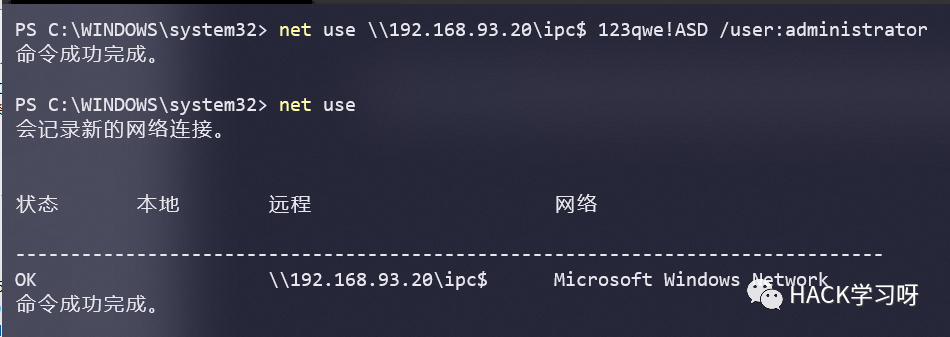 PS C:\WINDOWS\system32> net use \\192.168.93.20\ipc$ 123qwe!ASD /user:administrator
命令成功完成。
PS C:\WINDOWS\system32> net use
会记录新的网络连接。
状态 本地 远程 网络
-------------------------------------------------------------------------------
OK \\192.168.93.20\ipc$ Microsoft Windows Network
命令成功完成。
HACK学习呀